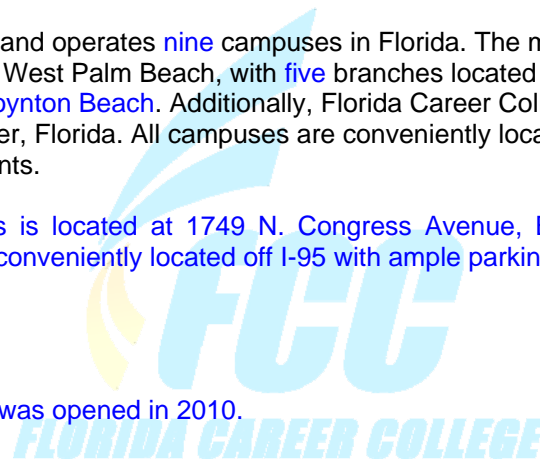 and operates nine campuses in Florida. The m
West Palm Beach, with five branches located
oynton Beach. Additionally, Florida Career Col
er, Florida. All campuses are conveniently loca
nts.
s is located at 1749 N. Congress Avenue, B
conveniently located off I-95 with ample parkin
FCC
was opened in 2010.
FLORIDA CAREER COLLEGE